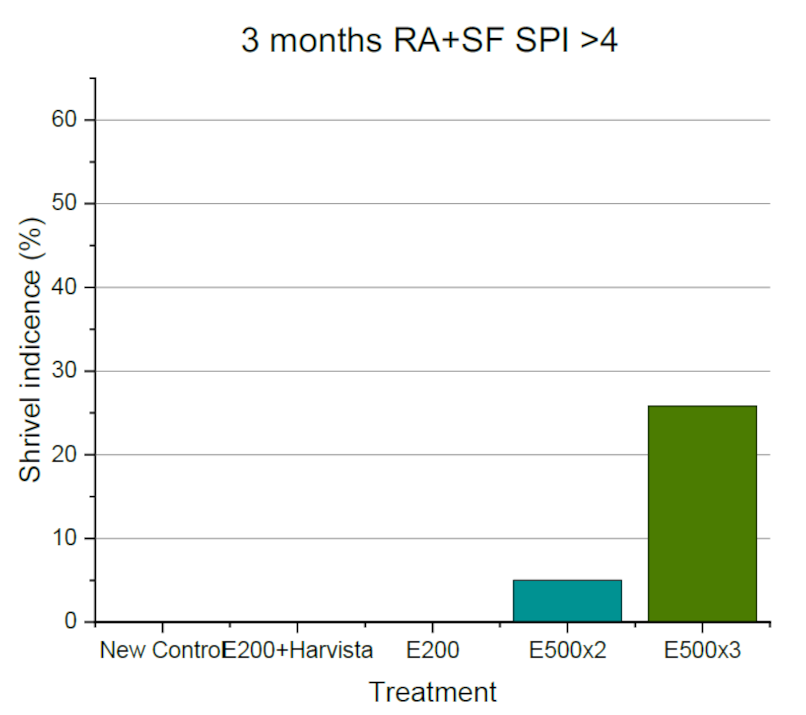 3 months RA+SF SPI >4
60
50
40
30
20
10
0
Shrivel indicence (%)
New Control E200+Harvista E200 E500x2 E500x3
Treatment